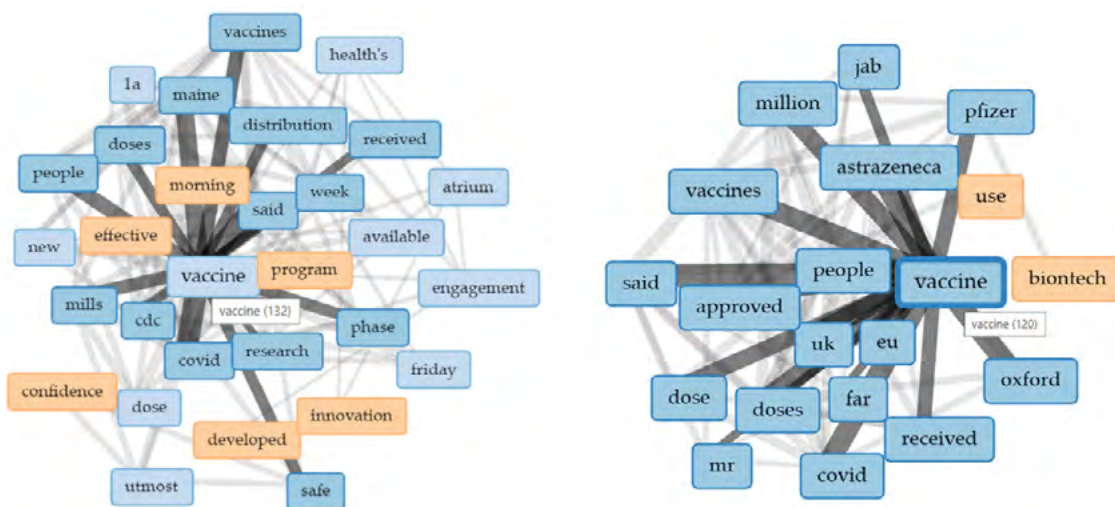 vaccines
health's
1a
maine
distribution
doses
received
people
morning
week
atrium
said
effective
available
new
vaccine
program
engagement
mills
vaccine (132)
cdc
phase
covid
research
friday
confidence
dose
innovation
developed
utmost
safe
jab
million
pfizer
astrazeneca
vaccines
use
people
vaccine
biontech
said
approved
vaccine (120)
uk
eu
oxford
dose
doses
far
received
mr
covid